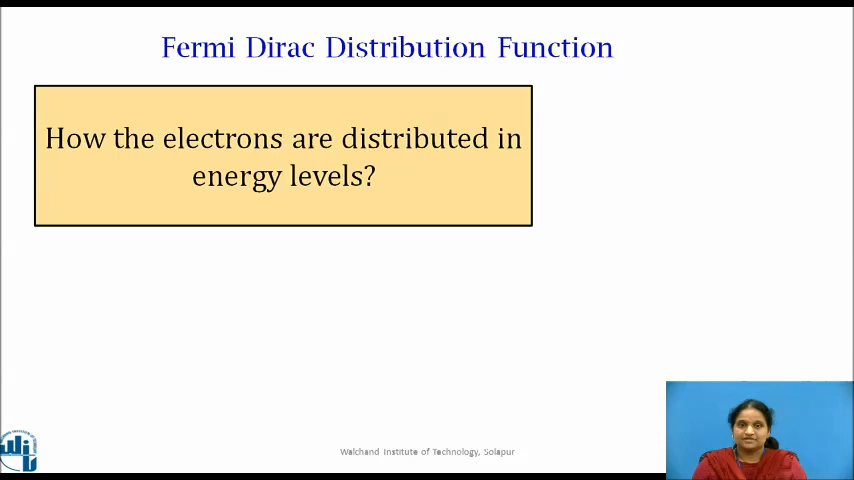 Fermi Dirac Distribution Function
How the electrons are distributed in
energy levels?
Walchand Institute of Technology, Solapur